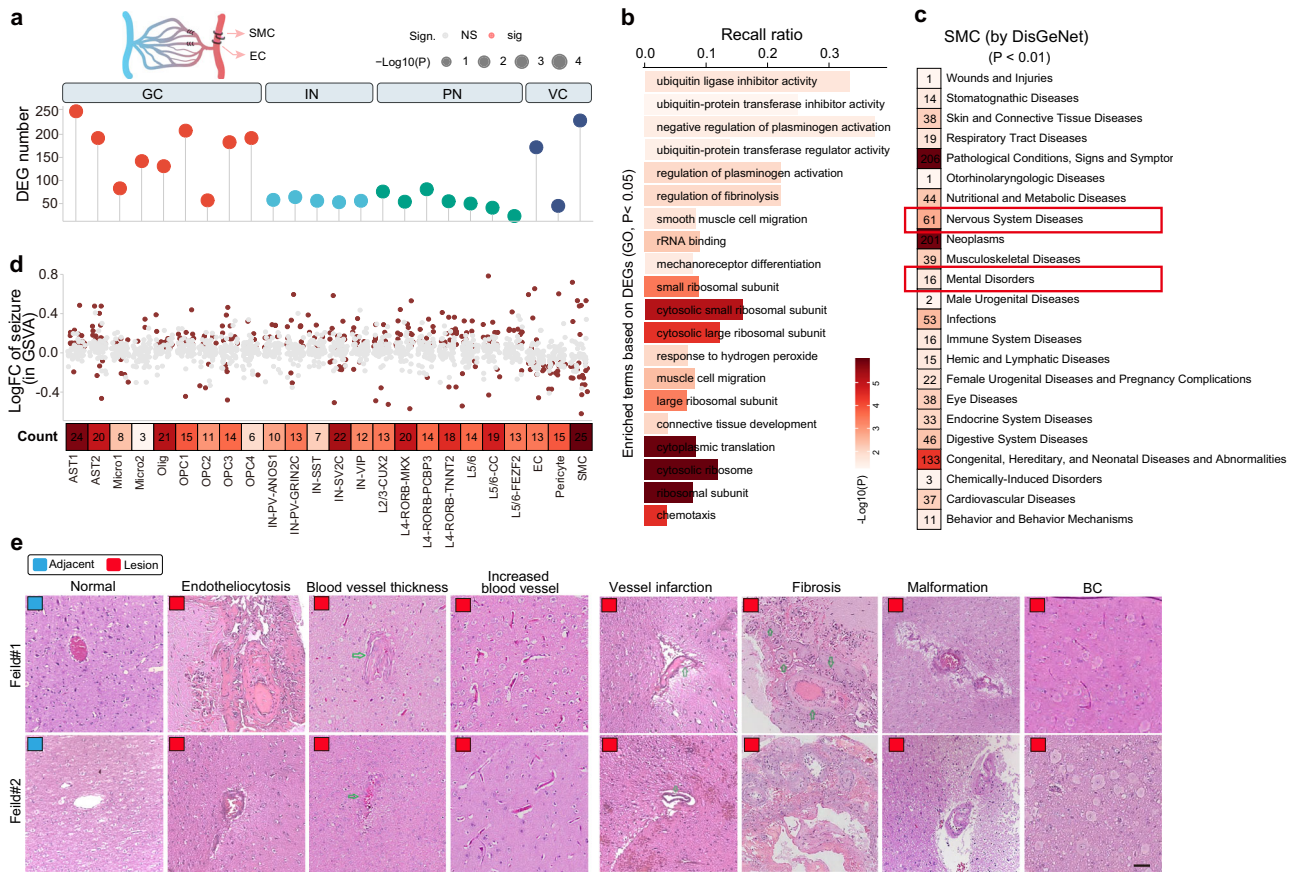 a
SMC
EC
Sign. NS sig
−Log10(P) 1 2 3 4
GC IN PN VC
DEG number
250
200
150
100
50
b
Recall ratio
0.0 0.1 0.2 0.3
Enriched terms based on DEGs (GO, P< 0.05)
ubiquitin ligase inhibitor activity
ubiquitin-protein transferase inhibitor activity
negative regulation of plasminogen activation
ubiquitin-protein transferase regulator activity
regulation of plasminogen activation
regulation of fibrinolysis
smooth muscle cell migration
rRNA binding
mechanoreceptor differentiation
small ribosomal subunit
cytosolic small ribosomal subunit
cytosolic large ribosomal subunit
response to hydrogen peroxide
muscle cell migration
large ribosomal subunit
connective tissue development
cytoplasmic translation
cytosolic ribosome
ribosomal subunit
chemotaxis
-Log10(P)
5
4
3
2
c
SMC (by DisGeNet)
(P < 0.01)
1 Wounds and Injuries
14 Stomatognathic Diseases
38 Skin and Connective Tissue Diseases
19 Respiratory Tract Diseases
206 Pathological Conditions, Signs and Symptor
1 Otorhinolaryngologic Diseases
44 Nutritional and Metabolic Diseases
61 Nervous System Diseases
201 Neoplasms
39 Musculoskeletal Diseases
16 Mental Disorders
2 Male Urogenital Diseases
53 Infections
16 Immune System Diseases
15 Hemic and Lymphatic Diseases
22 Female Urogenital Diseases and Pregnancy Complications
38 Eye Diseases
33 Endocrine System Diseases
46 Digestive System Diseases
133 Congenital, Hereditary, and Neonatal Diseases and Abnormalities
3 Chemically-Induced Disorders
37 Cardiovascular Diseases
11 Behavior and Behavior Mechanisms
d
LogFC of seizure
(in GSVA)
0.8
0.4
0.0
-0.4
Count 24 20 8 3 21 15 11 14 6 10 13 7 22 12 14 20 14 18 14 19 13 13 15 25
AST1
AST2
Micro1
Micro2
Olig
OPC1
OPC2
OPC3
OPC4
IN-PV-ANOS1
IN-PV-GRIN2C
IN-SST
IN-SV2C
IN-VIP
L2/3-CUX2
L4-RORB-MKX
L4-RORB-PCBP3
L4-RORB-TNNT2
L5/6
L5/6-CC
L5/6-FEZF2
EC
Pericyte
SMC
e
Adjacent Lesion
Normal
Endotheliocytosis
Blood vessel thickness
Increased
blood vessel
Vessel infarction
Fibrosis
Malformation
BC
Feild#1
Feild#2